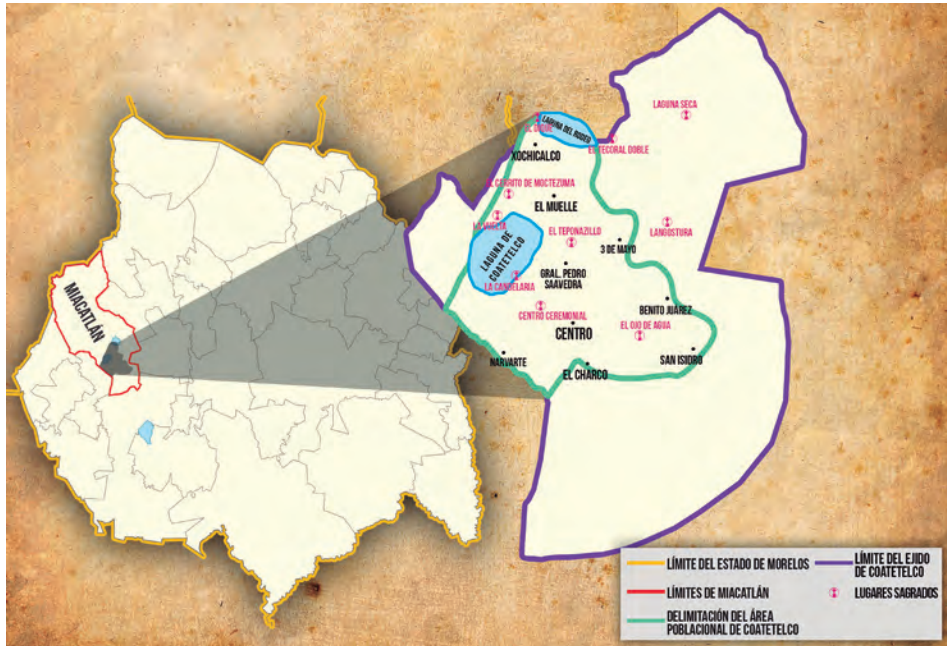 MIACATLÁN
LAGUNA SECA
LAGUNA DEL RODEO
EL DIQUE
EL TECORAL DOBLE
XOCHICALCO
EL CERRITO DE MOCTEZUMA
EL MUELLE
LA VUELTA
EL TEPONAZILLO
3 DE MAYO
LANGOSTURA
LAGUNA DE
COATETELCO
GRAL. PEDRO
SAAVEDRA
LA CANDELARIA
BENITO JUÁREZ
CENTRO CEREMONIAL
CENTRO
EL OJO DE AGUA
NARVARTE
SAN ISIDRO
EL CHARCO
LÍMITE DEL ESTADO DE MORELOS
LÍMITES DE MIACATLÁN
DELIMITACIÓN DEL ÁREA
POBLACIONAL DE COATETELCO
LÍMITE DEL EJIDO
DE COATETELCO
LUGARES SAGRADOS